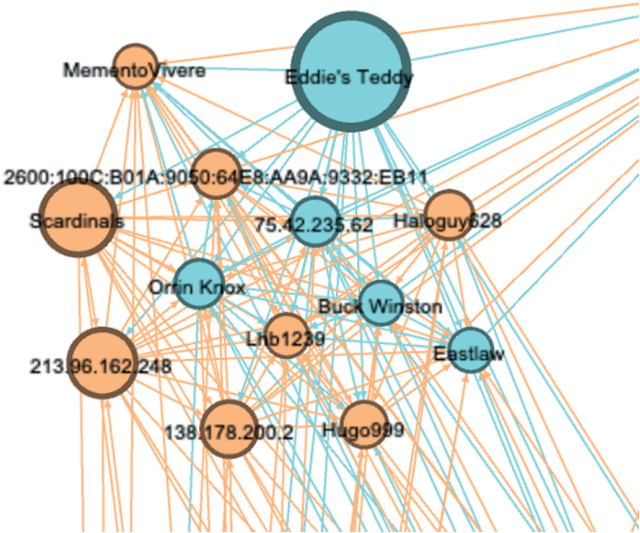 MementoVivere
Eddie's Teddy
2600:100C:B01A:9050:64E8:AA9A:9332:EB11
Scardinals
75.42.235.62
Haloguy628
Orrin Knox
Buck Winston
Lhb1239
Eastlaw
213.96.162.248
138.178.200.2
Hugo999